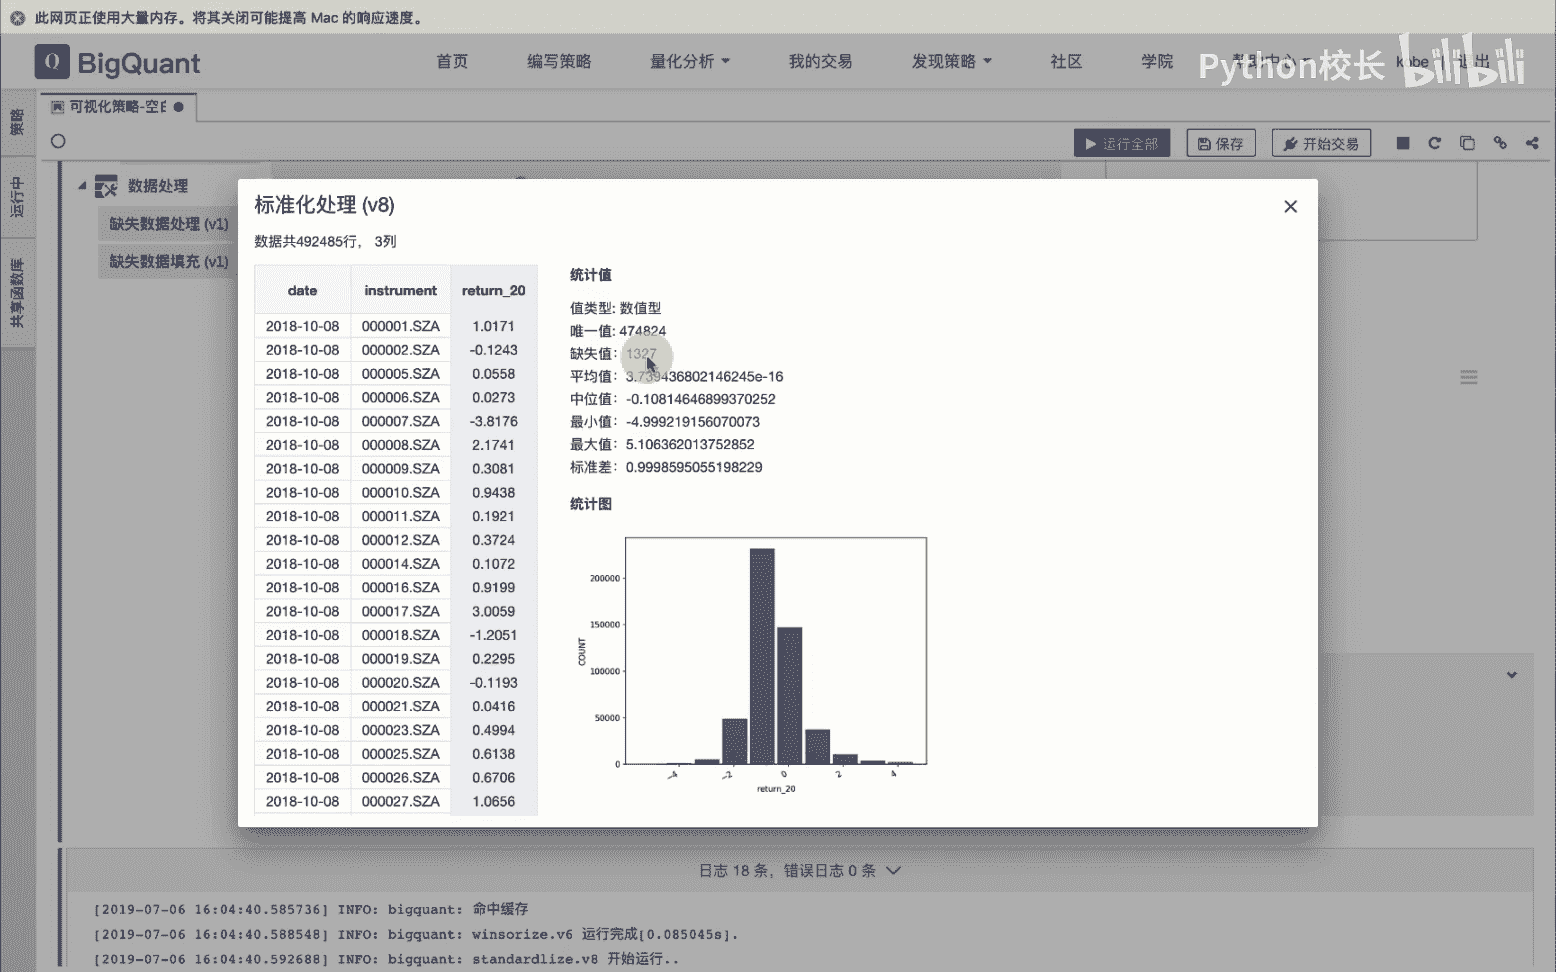 此网页正使用大量内存。将其关闭可能提高 Mac 的响应速度。
Q BigQuant 首页 编写策略 量化分析 我的交易 发现策略 社区 学院 帮助中心 kobe 退出
Python校长 bilibili
可视化策略-空白
策略
运行中
共享函数库
运行全部 保存 开始交易
数据处理
缺失数据处理 (v1)
缺失数据填充 (v1)
标准化处理 (v8)
数据共492485行， 3列
date instrument return_20
2018-10-08 000001.SZA 1.0171
2018-10-08 000002.SZA -0.1243
2018-10-08 000005.SZA 0.0558
2018-10-08 000006.SZA 0.0273
2018-10-08 000007.SZA -3.8176
2018-10-08 000008.SZA 2.1741
2018-10-08 000009.SZA 0.3081
2018-10-08 000010.SZA 0.9438
2018-10-08 000011.SZA 0.1921
2018-10-08 000012.SZA 0.3724
2018-10-08 000014.SZA 0.1072
2018-10-08 000016.SZA 0.9199
2018-10-08 000017.SZA 3.0059
2018-10-08 000018.SZA -1.2051
2018-10-08 000019.SZA 0.2295
2018-10-08 000020.SZA -0.1193
2018-10-08 000021.SZA 0.0416
2018-10-08 000023.SZA 0.4994
2018-10-08 000025.SZA 0.6138
2018-10-08 000026.SZA 0.6706
2018-10-08 000027.SZA 1.0656
统计值
值类型: 数值型
唯一值: 474824
缺失值: 1327
平均值: 3.739436802146245e-16
中位值: -0.10814646899370252
最小值: -4.999219156070073
最大值: 5.106362013752852
标准差: 0.9998595055198229
统计图
200000
150000
100000
50000
0
COUNT
-4 -2 0 2 4
return_20
日志 18 条，错误日志 0 条
[2019-07-06 16:04:40.585736] INFO: bigquant: 命中缓存
[2019-07-06 16:04:40.588548] INFO: bigquant: winsorize.v6 运行完成[0.085045s].
[2019-07-06 16:04:40.592688] INFO: bigquant: standardlize.v8 开始运行..